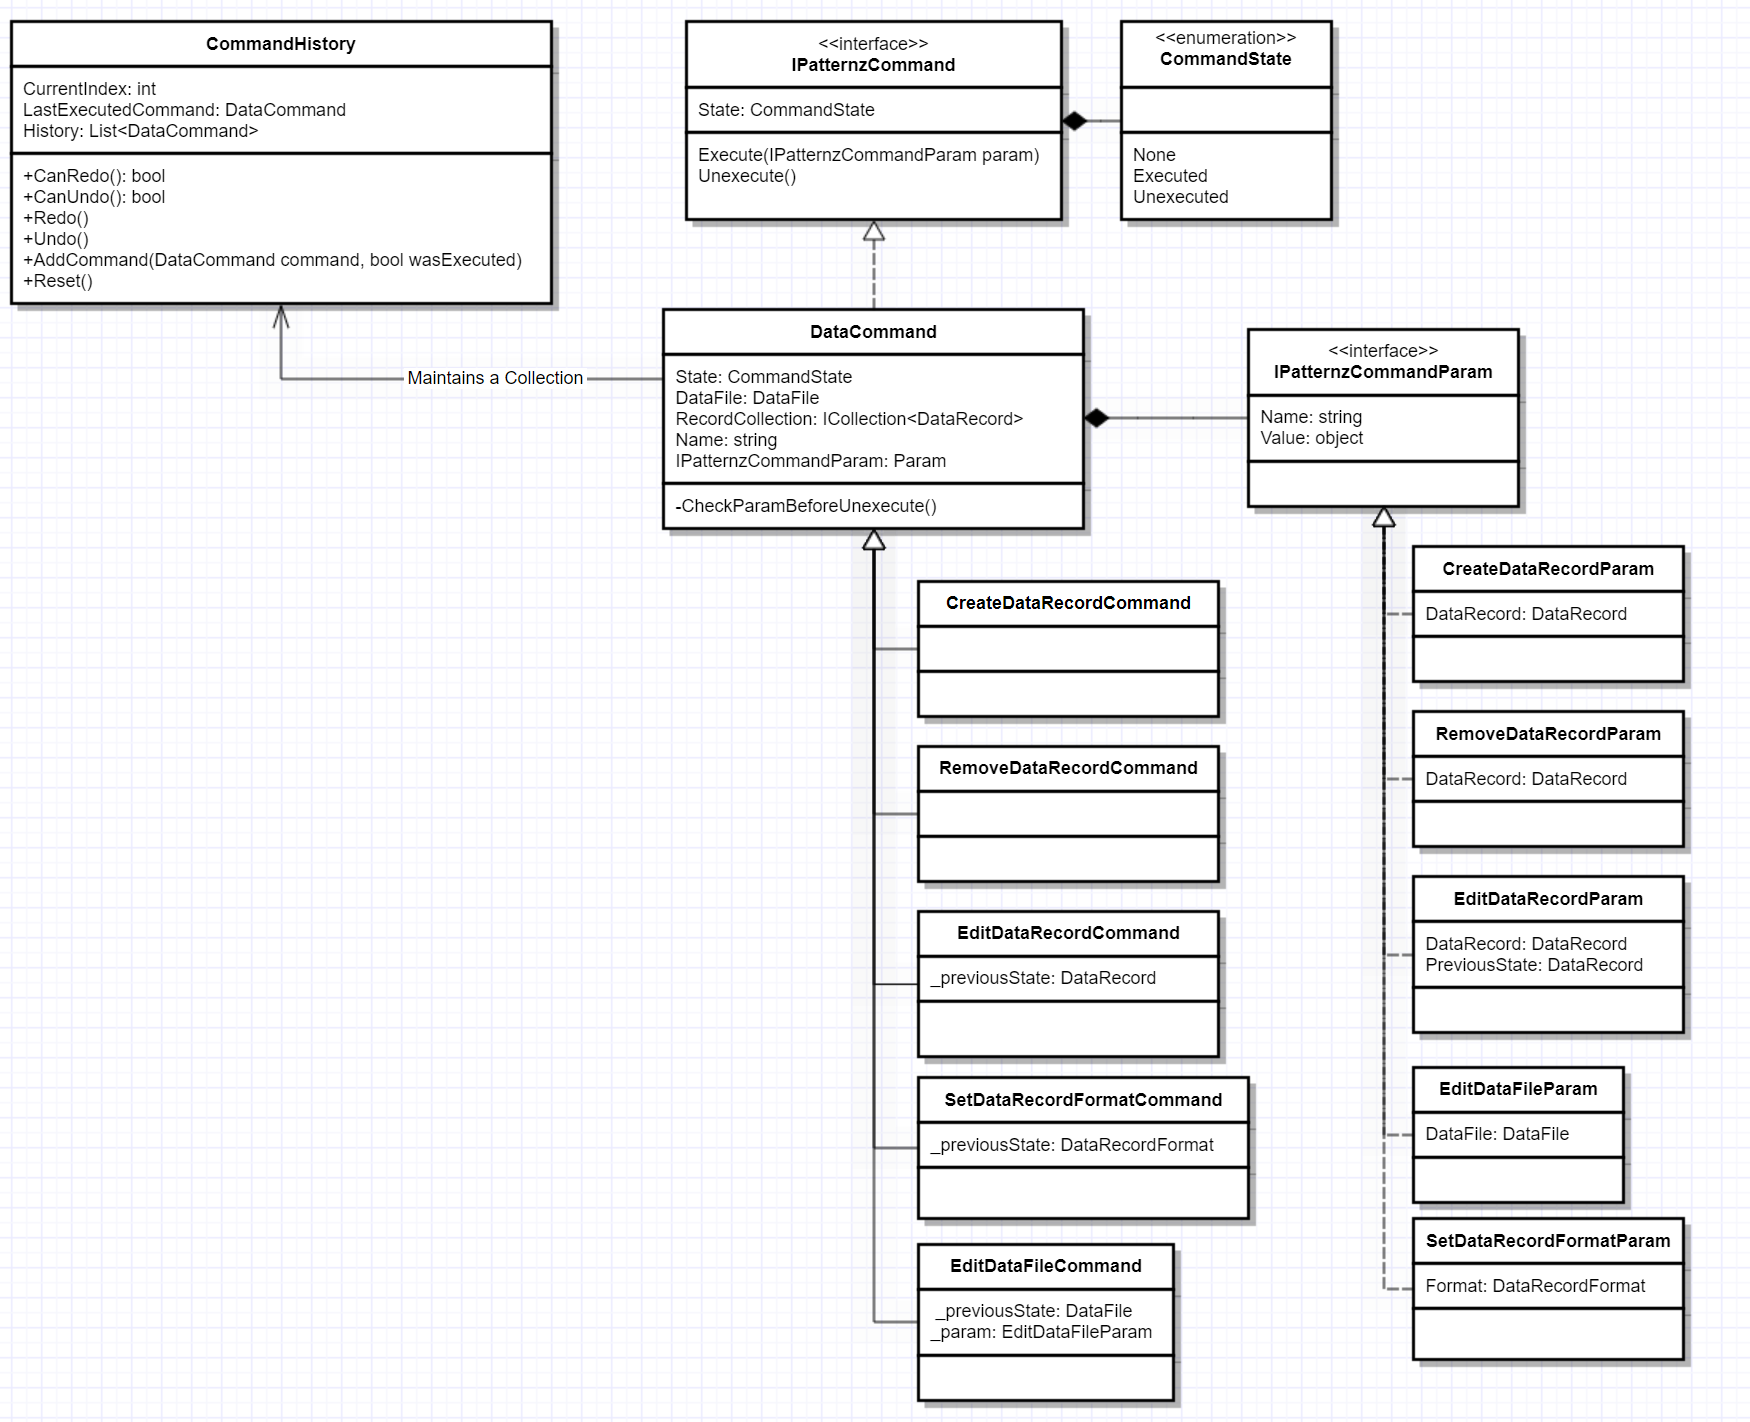 CommandHistory
CurrentIndex: int
LastExecutedCommand: DataCommand
History: List<DataCommand>
+CanRedo(): bool
+CanUndo(): bool
+Redo()
+Undo()
+AddCommand(DataCommand command, bool wasExecuted)
+Reset()
<<interface>>
IPatternzCommand
State: CommandState
Execute(IPatternzCommandParam param)
Unexecute()
<<enumeration>>
CommandState
None
Executed
Unexecuted
Maintains a Collection
DataCommand
State: CommandState
DataFile: DataFile
RecordCollection: ICollection<DataRecord>
Name: string
IPatternzCommandParam: Param
-CheckParamBeforeUnexecute()
<<interface>>
IPatternzCommandParam
Name: string
Value: object
CreateDataRecordCommand
RemoveDataRecordCommand
EditDataRecordCommand
_previousState: DataRecord
SetDataRecordFormatCommand
_previousState: DataRecordFormat
EditDataFileCommand
_previousState: DataFile
_param: EditDataFileParam
CreateDataRecordParam
DataRecord: DataRecord
RemoveDataRecordParam
DataRecord: DataRecord
EditDataRecordParam
DataRecord: DataRecord
PreviousState: DataRecord
EditDataFileParam
DataFile: DataFile
SetDataRecordFormatParam
Format: DataRecordFormat